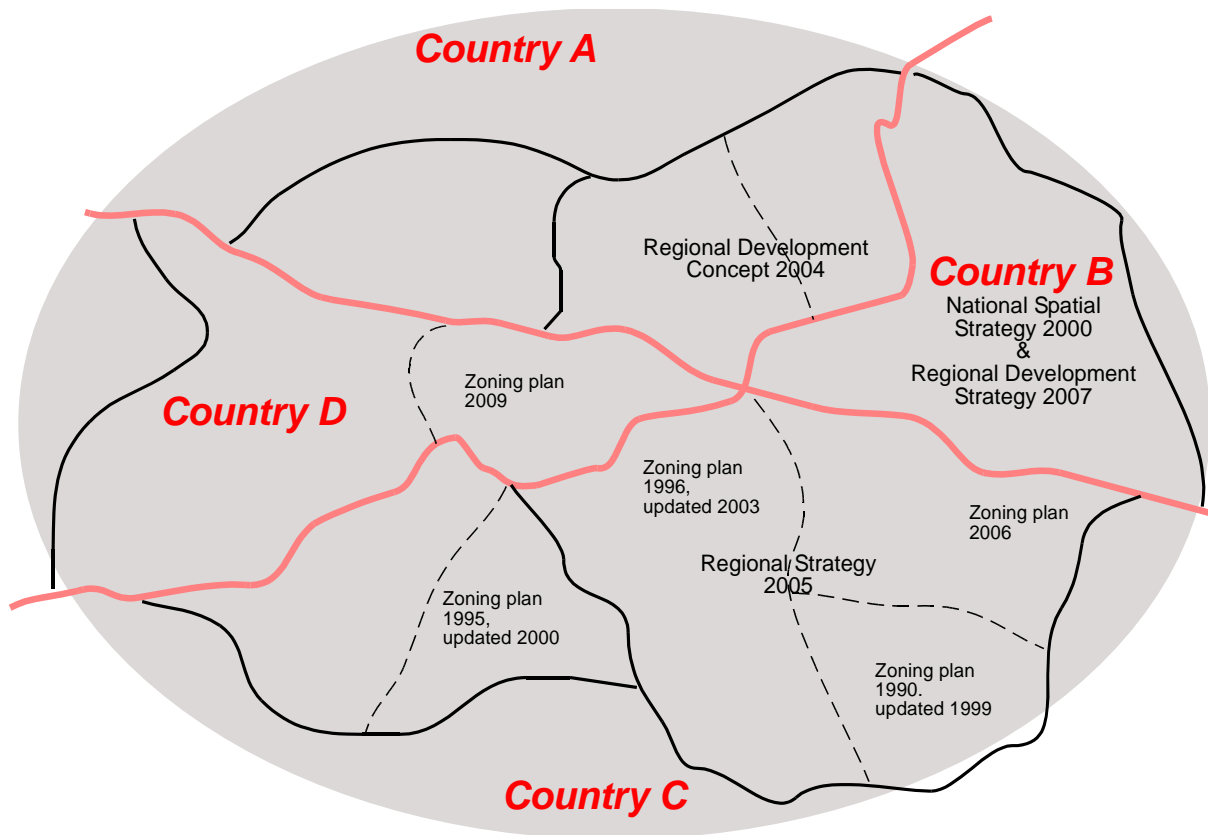 Country A
Regional Development
Concept 2004
Country B
National Spatial
Strategy 2000
&
Regional Development
Strategy 2007
Zoning plan
2009
Country D
Zoning plan
1996,
updated 2003
Zoning plan
2006
Regional Strategy
2005
Zoning plan
1995,
updated 2000
Zoning plan
1990.
updated 1999
Country C